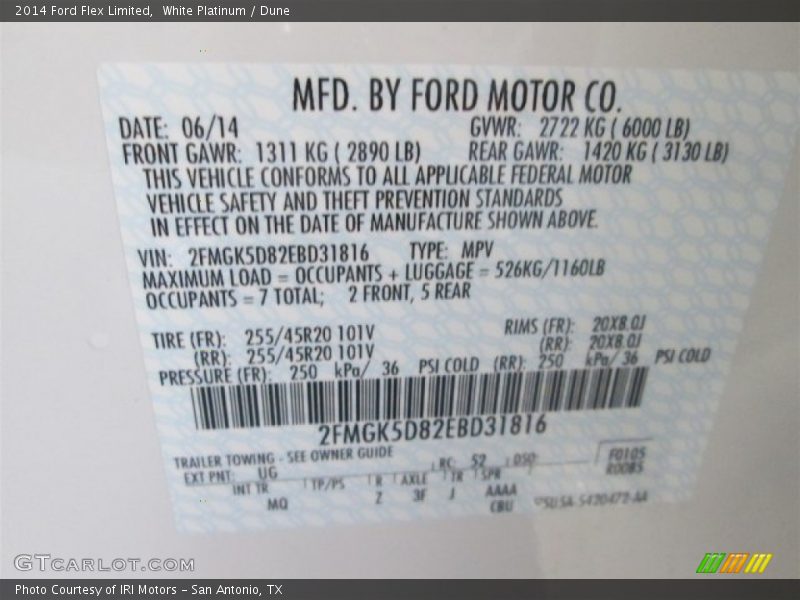 2014 Ford Flex Limited, White Platinum / Dune
MFD. BY FORD MOTOR CO.
DATE: 06/14 GVWR: 2722 KG ( 6000 LB)
FRONT GAWR: 1311 KG ( 2890 LB) REAR GAWR: 1420 KG ( 3130 LB)
THIS VEHICLE CONFORMS TO ALL APPLICABLE FEDERAL MOTOR
VEHICLE SAFETY AND THEFT PREVENTION STANDARDS
IN EFFECT ON THE DATE OF MANUFACTURE SHOWN ABOVE.
VIN: 2FMGK5D82EBD31816 TYPE: MPV
MAXIMUM LOAD = OCCUPANTS + LUGGAGE = 526KG/1160LB
OCCUPANTS = 7 TOTAL; 2 FRONT, 5 REAR
TIRE (FR): 255/45R20 101V RIMS (FR): 20X8.0J
(RR): 255/45R20 101V (RR): 20X8.0J
PRESSURE (FR): 250 kPa/ 36 PSI COLD (RR): 250 kPa/ 36 PSI COLD
2FMGK5D82EBD31816
TRAILER TOWING - SEE OWNER GUIDE
EXT PNT: UG RC: 52 DSO: F0105
R0085
INT TR TP/PS R AXLE TR SPR
MQ Z 3F J AAAA
CBU
GTCARLOT.COM
Photo Courtesy of IRI Motors – San Antonio, TX